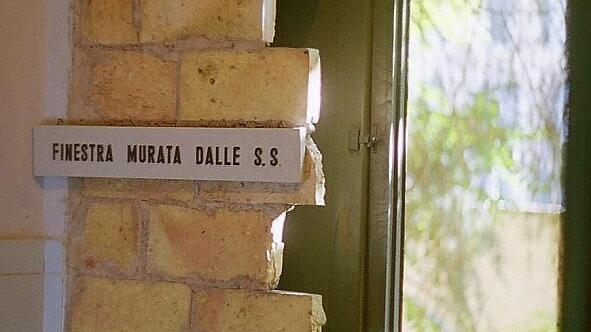 FINESTRA MURATA DALLE S.S.